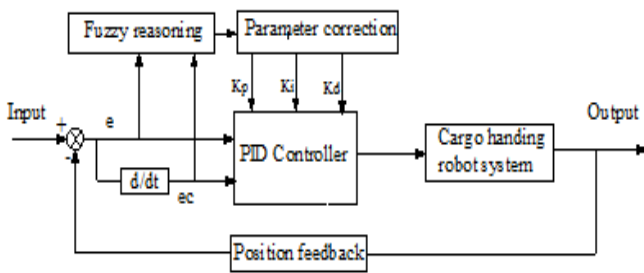 Fuzzy reasoning
Parameter correction
Kp
Ki
Kd
Input
+
e
-
d/dt
ec
PID Controller
Cargo handing
robot system
Output
Position feedback